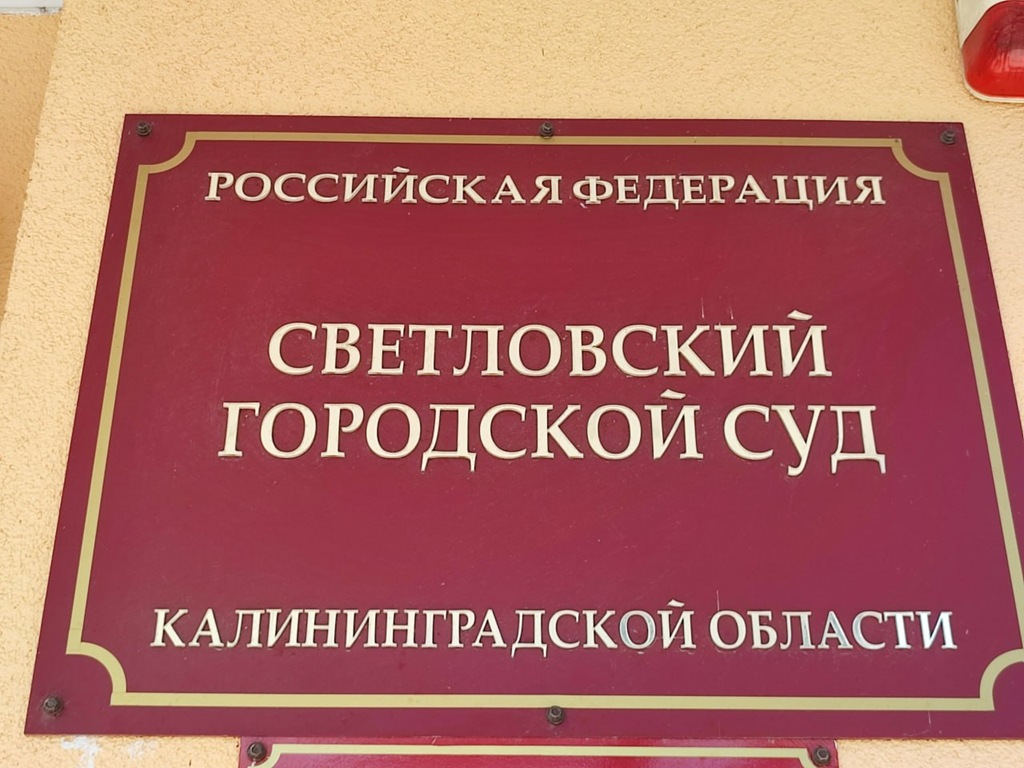 РОССИЙСКАЯ ФЕДЕРАЦИЯ
СВЕТЛОВСКИЙ
ГОРОДСКОЙ СУД
КАЛИНИНГРАДСКОЙ ОБЛАСТИ